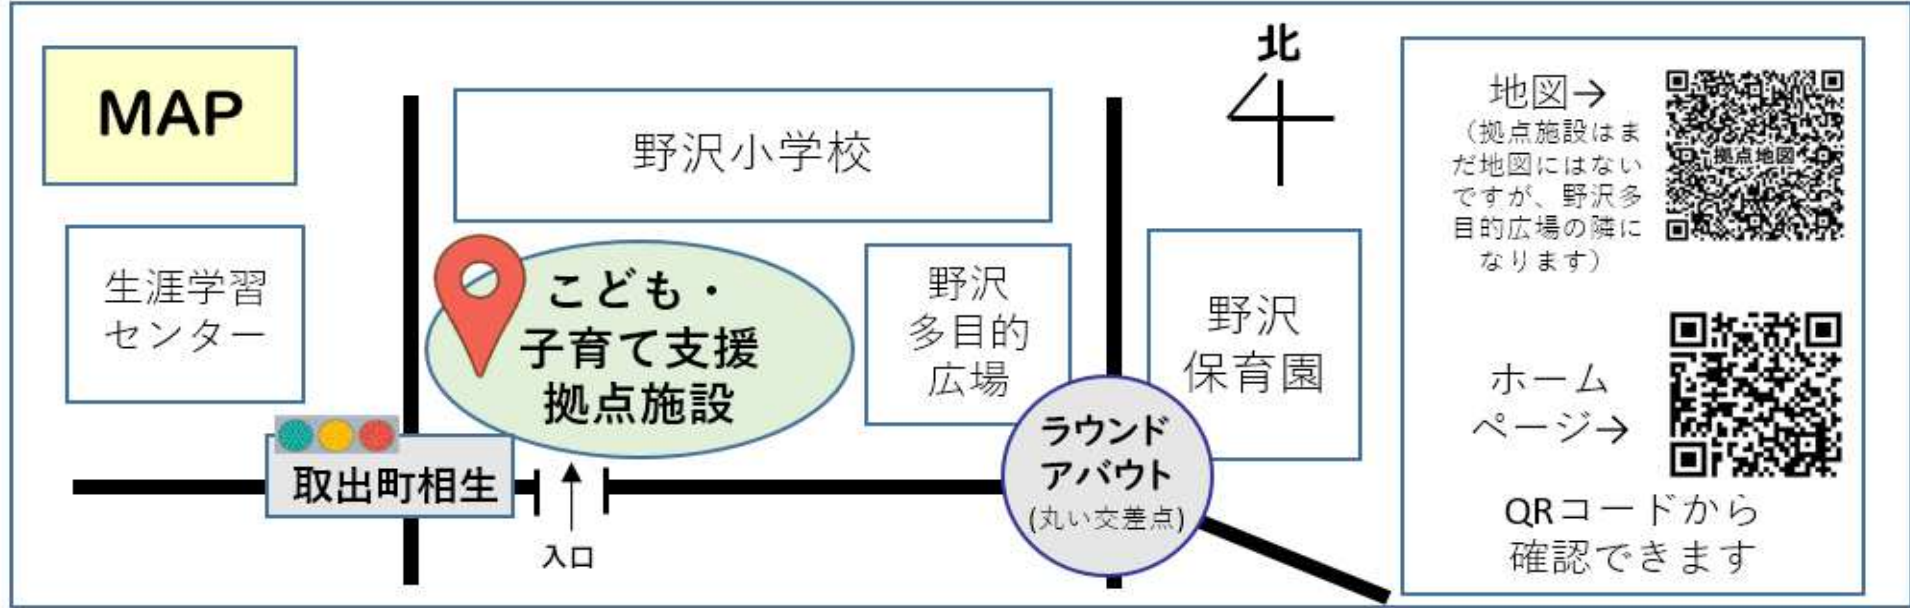 MAP
北
野沢小学校
生涯学習
センター
こども・
子育て支援
拠点施設
野沢
多目的
広場
野沢
保育園
取出町相生
入口
ラウンド
アバウト
(丸い交差点)
地図→
（拠点施設はま
だ地図にはない
ですが、野沢多
目的広場の隣に
なります）
拠点地図
ホーム
ページ→
QRコードから
確認できます